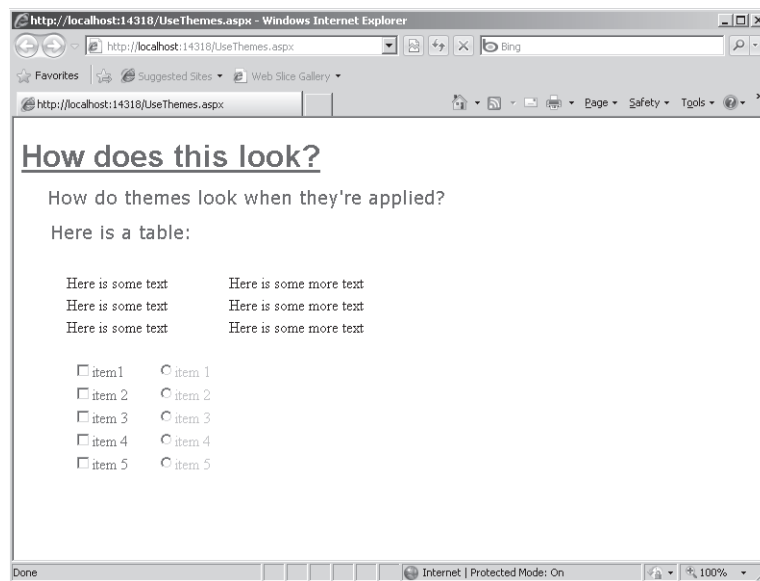 http://localhost:14318/UseThemes.aspx - Windows Internet Explorer
http://localhost:14318/UseThemes.aspx
Bing
Favorites
Suggested Sites
Web Slice Gallery
http://localhost:14318/UseThemes.aspx
Page
Safety
Tools
How does this look?
How do themes look when they're applied?
Here is a table:
Here is some text Here is some more text
Here is some text Here is some more text
Here is some text Here is some more text
item1 item 1
item 2 item 2
item 3 item 3
item 4 item 4
item 5 item 5
Done
Internet | Protected Mode: On
100%